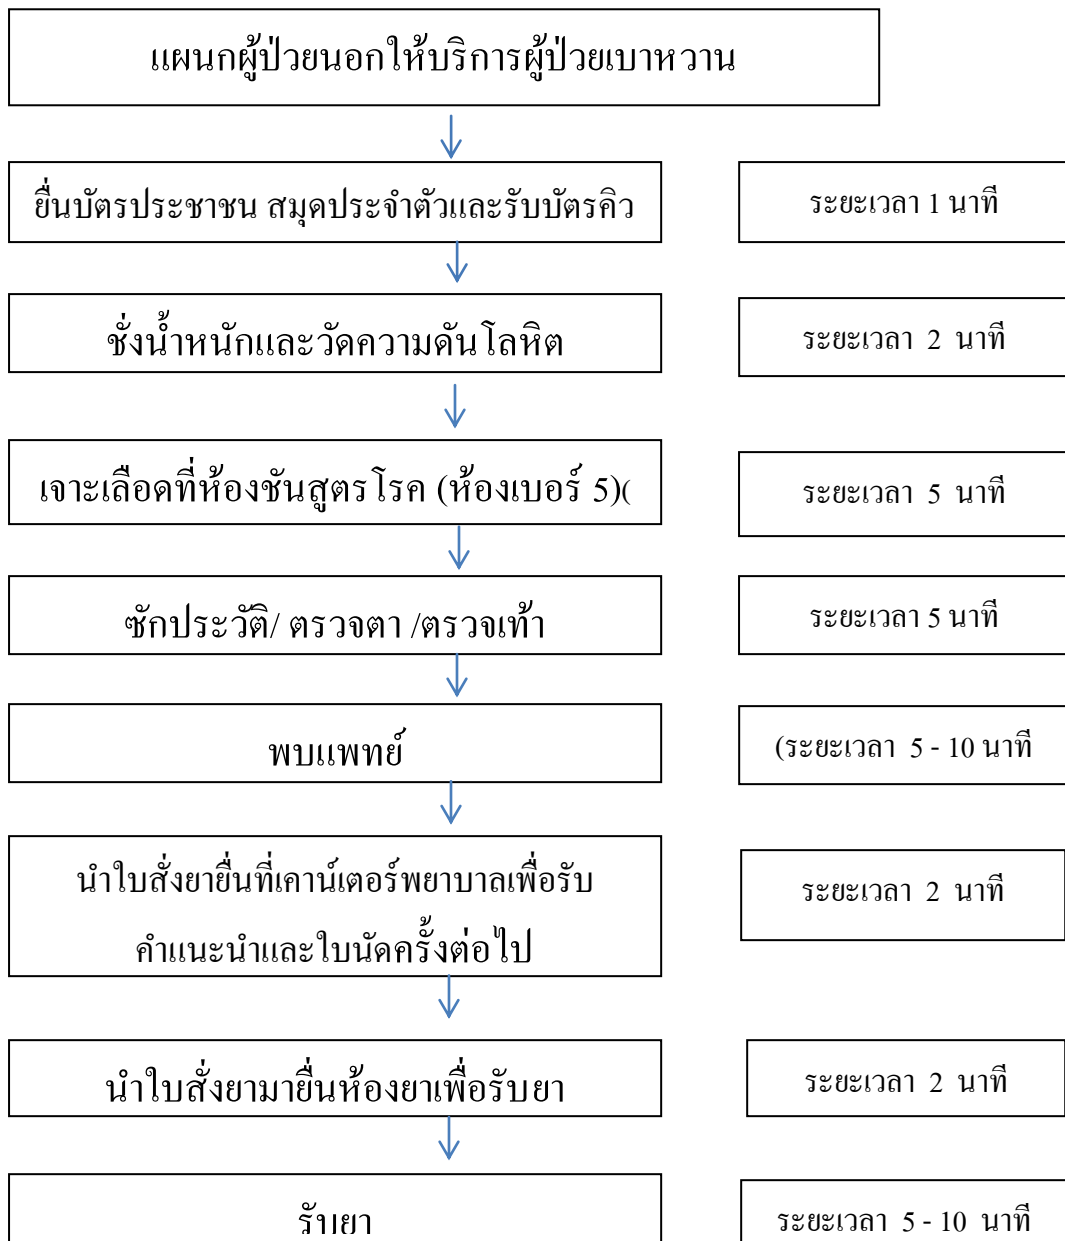 แผนกผู้ป่วยนอกให้บริการผู้ป่วยเบาหวาน
ยื่นบัตรประชาชน สมุดประจำตัวและรับบัตรคิว
ระยะเวลา 1 นาที
ชั่งน้ำหนักและวัดความดันโลหิต
ระยะเวลา 2 นาที
เจาะเลือดที่ห้องชันสูตรโรค (ห้องเบอร์ 5)(
ระยะเวลา 5 นาที
ซักประวัติ/ ตรวจตา /ตรวจเท้า
ระยะเวลา 5 นาที
พบแพทย์
(ระยะเวลา 5 - 10 นาที
นำใบสั่งยายื่นที่เคาน์เตอร์พยาบาลเพื่อรับ
คำแนะนำและใบนัดครั้งต่อไป
ระยะเวลา 2 นาที
นำใบสั่งยามายื่นห้องยาเพื่อรับยา
ระยะเวลา 2 นาที
รับยา
ระยะเวลา 5 - 10 นาที